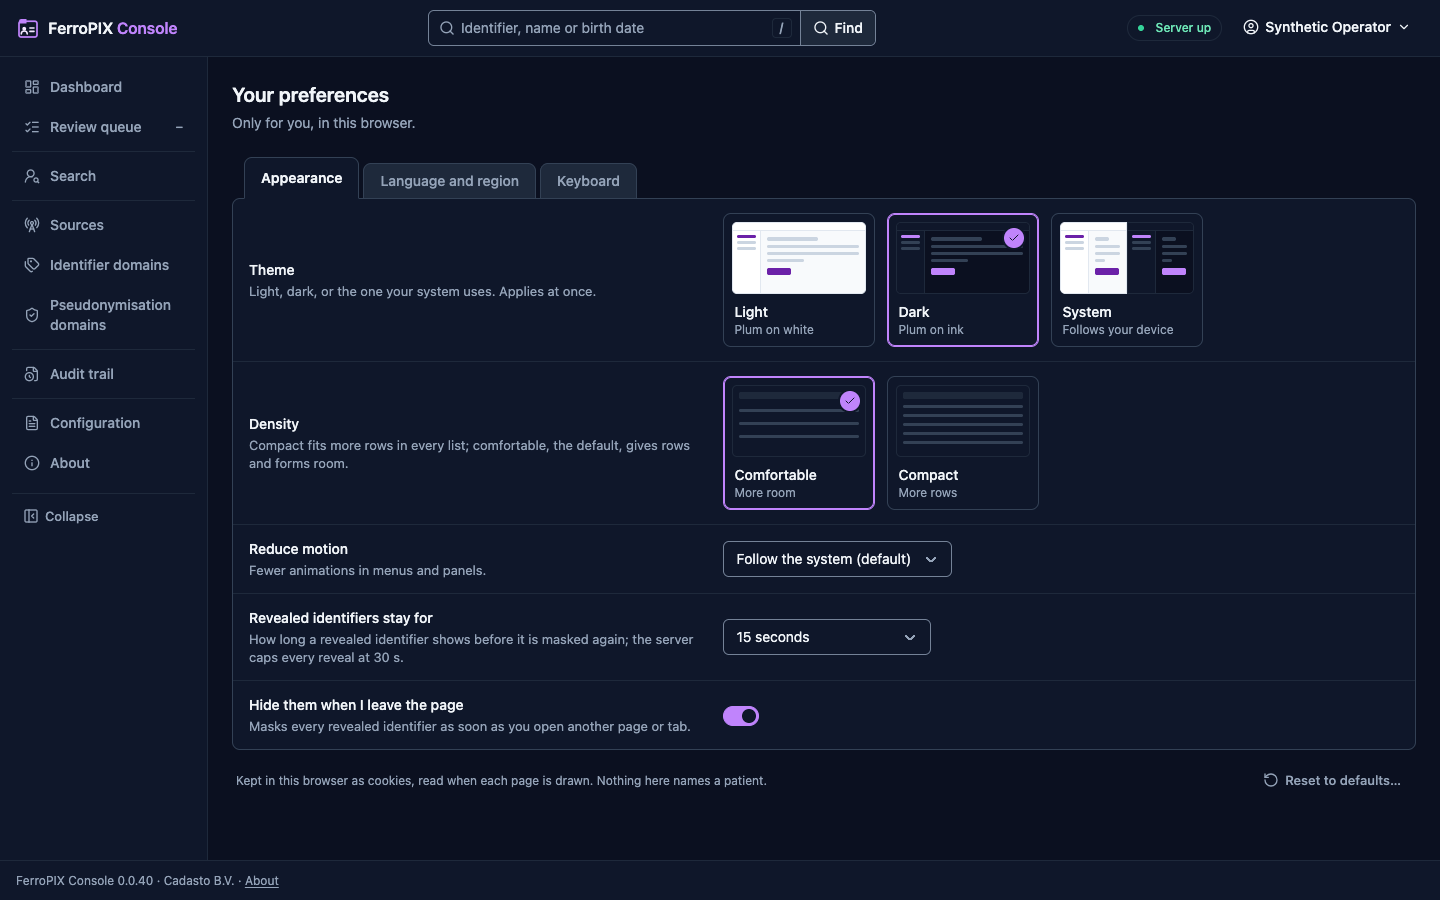 FerroPIX Console
Identifier, name or birth date
/
Find
Server up
Synthetic Operator
Dashboard
Review queue –
Search
Sources
Identifier domains
Pseudonymisation
domains
Audit trail
Configuration
About
Collapse
Your preferences
Only for you, in this browser.
Appearance
Language and region
Keyboard
Theme
Light, dark, or the one your system uses. Applies at once.
Light
Plum on white
Dark
Plum on ink
System
Follows your device
Density
Compact fits more rows in every list; comfortable, the default, gives rows
and forms room.
Comfortable
More room
Compact
More rows
Reduce motion
Fewer animations in menus and panels.
Follow the system (default)
Revealed identifiers stay for
How long a revealed identifier shows before it is masked again; the server
caps every reveal at 30 s.
15 seconds
Hide them when I leave the page
Masks every revealed identifier as soon as you open another page or tab.
Kept in this browser as cookies, read when each page is drawn. Nothing here names a patient.
Reset to defaults...
FerroPIX Console 0.0.40 · Cadasto B.V. · About